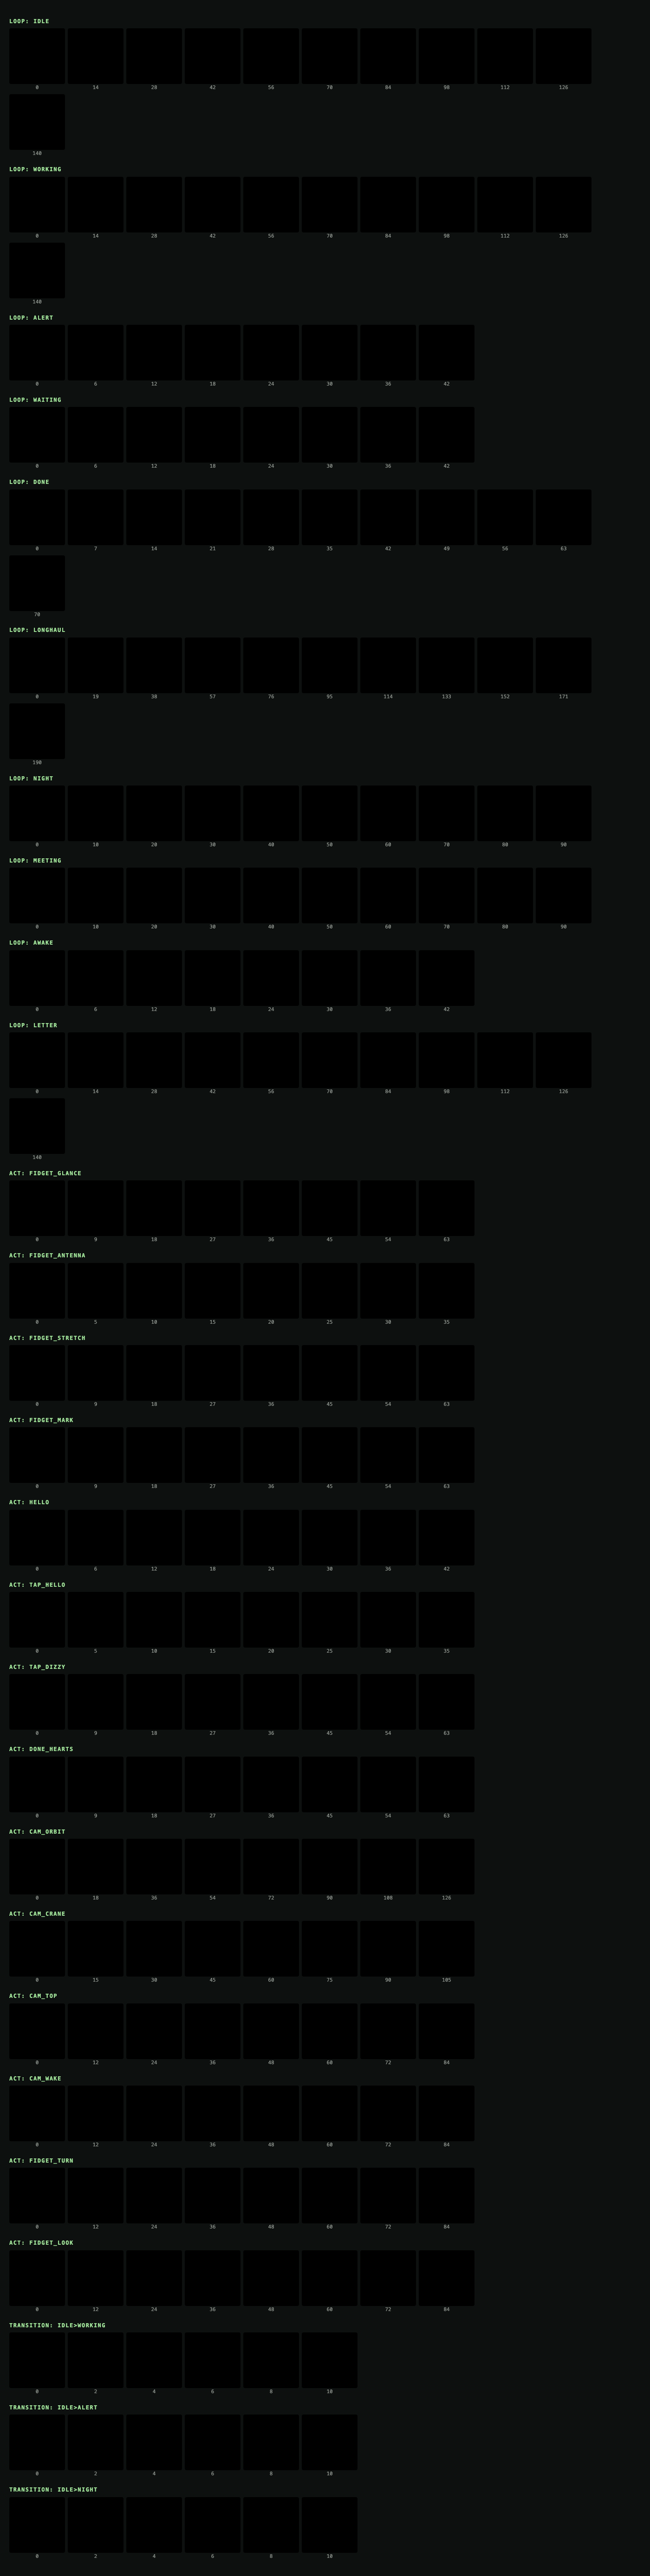 LOOP: IDLE
0 14 28 42 56 70 84 98 112 126
140
LOOP: WORKING
0 14 28 42 56 70 84 98 112 126
140
LOOP: ALERT
0 6 12 18 24 30 36 42
LOOP: WAITING
0 6 12 18 24 30 36 42
LOOP: DONE
0 7 14 21 28 35 42 49 56 63
70
LOOP: LONGHAUL
0 19 38 57 76 95 114 133 152 171
190
LOOP: NIGHT
0 10 20 30 40 50 60 70 80 90
LOOP: MEETING
0 10 20 30 40 50 60 70 80 90
LOOP: AWAKE
0 6 12 18 24 30 36 42
LOOP: LETTER
0 14 28 42 56 70 84 98 112 126
140
ACT: FIDGET_GLANCE
0 9 18 27 36 45 54 63
ACT: FIDGET_ANTENNA
0 5 10 15 20 25 30 35
ACT: FIDGET_STRETCH
0 9 18 27 36 45 54 63
ACT: FIDGET_MARK
0 9 18 27 36 45 54 63
ACT: HELLO
0 6 12 18 24 30 36 42
ACT: TAP_HELLO
0 5 10 15 20 25 30 35
ACT: TAP_DIZZY
0 9 18 27 36 45 54 63
ACT: DONE_HEARTS
0 9 18 27 36 45 54 63
ACT: CAM_ORBIT
0 18 36 54 72 90 108 126
ACT: CAM_CRANE
0 15 30 45 60 75 90 105
ACT: CAM_TOP
0 12 24 36 48 60 72 84
ACT: CAM_WAKE
0 12 24 36 48 60 72 84
ACT: FIDGET_TURN
0 12 24 36 48 60 72 84
ACT: FIDGET_LOOK
0 12 24 36 48 60 72 84
TRANSITION: IDLE>WORKING
0 2 4 6 8 10
TRANSITION: IDLE>ALERT
0 2 4 6 8 10
TRANSITION: IDLE>NIGHT
0 2 4 6 8 10